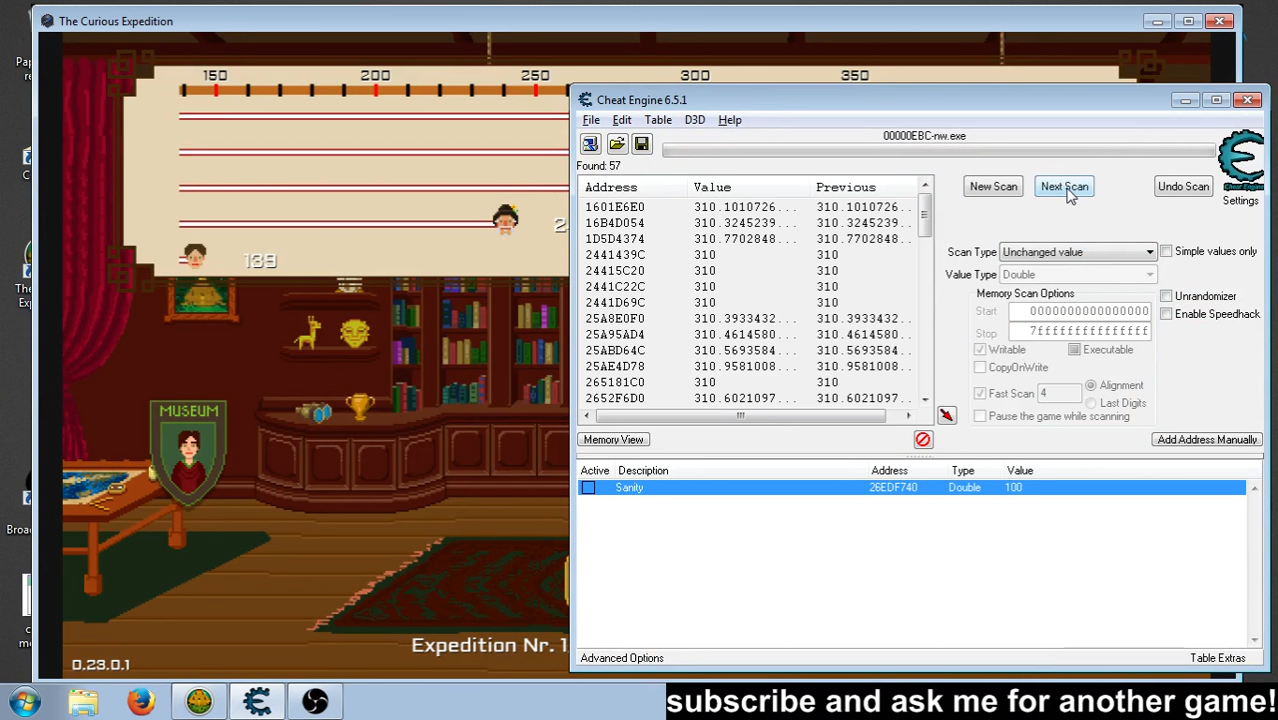 The Curious Expedition
150
200
250
300
350
139
MUSEUM
Expedition Nr. 1
0.23.0.1
Cheat Engine 6.5.1
File Edit Table D3D Help
00000EBC-nw.exe
Found: 57
Address Value Previous
1601E6E0 310.1010726... 310.1010726..
16B4D054 310.3245239... 310.3245239..
1D5D4374 310.7702848... 310.7702848..
2441439C 310 310
24415C20 310 310
2441C22C 310 310
2441D69C 310 310
25A8E0F0 310.3933432... 310.3933432..
25A95AD4 310.4614580... 310.4614580..
25ABD64C 310.5693584... 310.5693584..
25AE4D78 310.9581008... 310.9581008..
265181C0 310 310
2652F6D0 310.6021097... 310.6021097..
New Scan
Next Scan
Undo Scan
Settings
Scan Type Unchanged value
Simple values only
Value Type Double
Memory Scan Options
Start 0000000000000000
Stop 7fffffffffffffff
Writable Executable
CopyOnWrite
Fast Scan 4
Alignment
Last Digits
Pause the game while scanning
Unrandomizer
Enable Speedhack
Memory View
Add Address Manually
Active Description Address Type Value
Sanity 26EDF740 Double 100
Advanced Options
Table Extras
subscribe and ask me for another game!